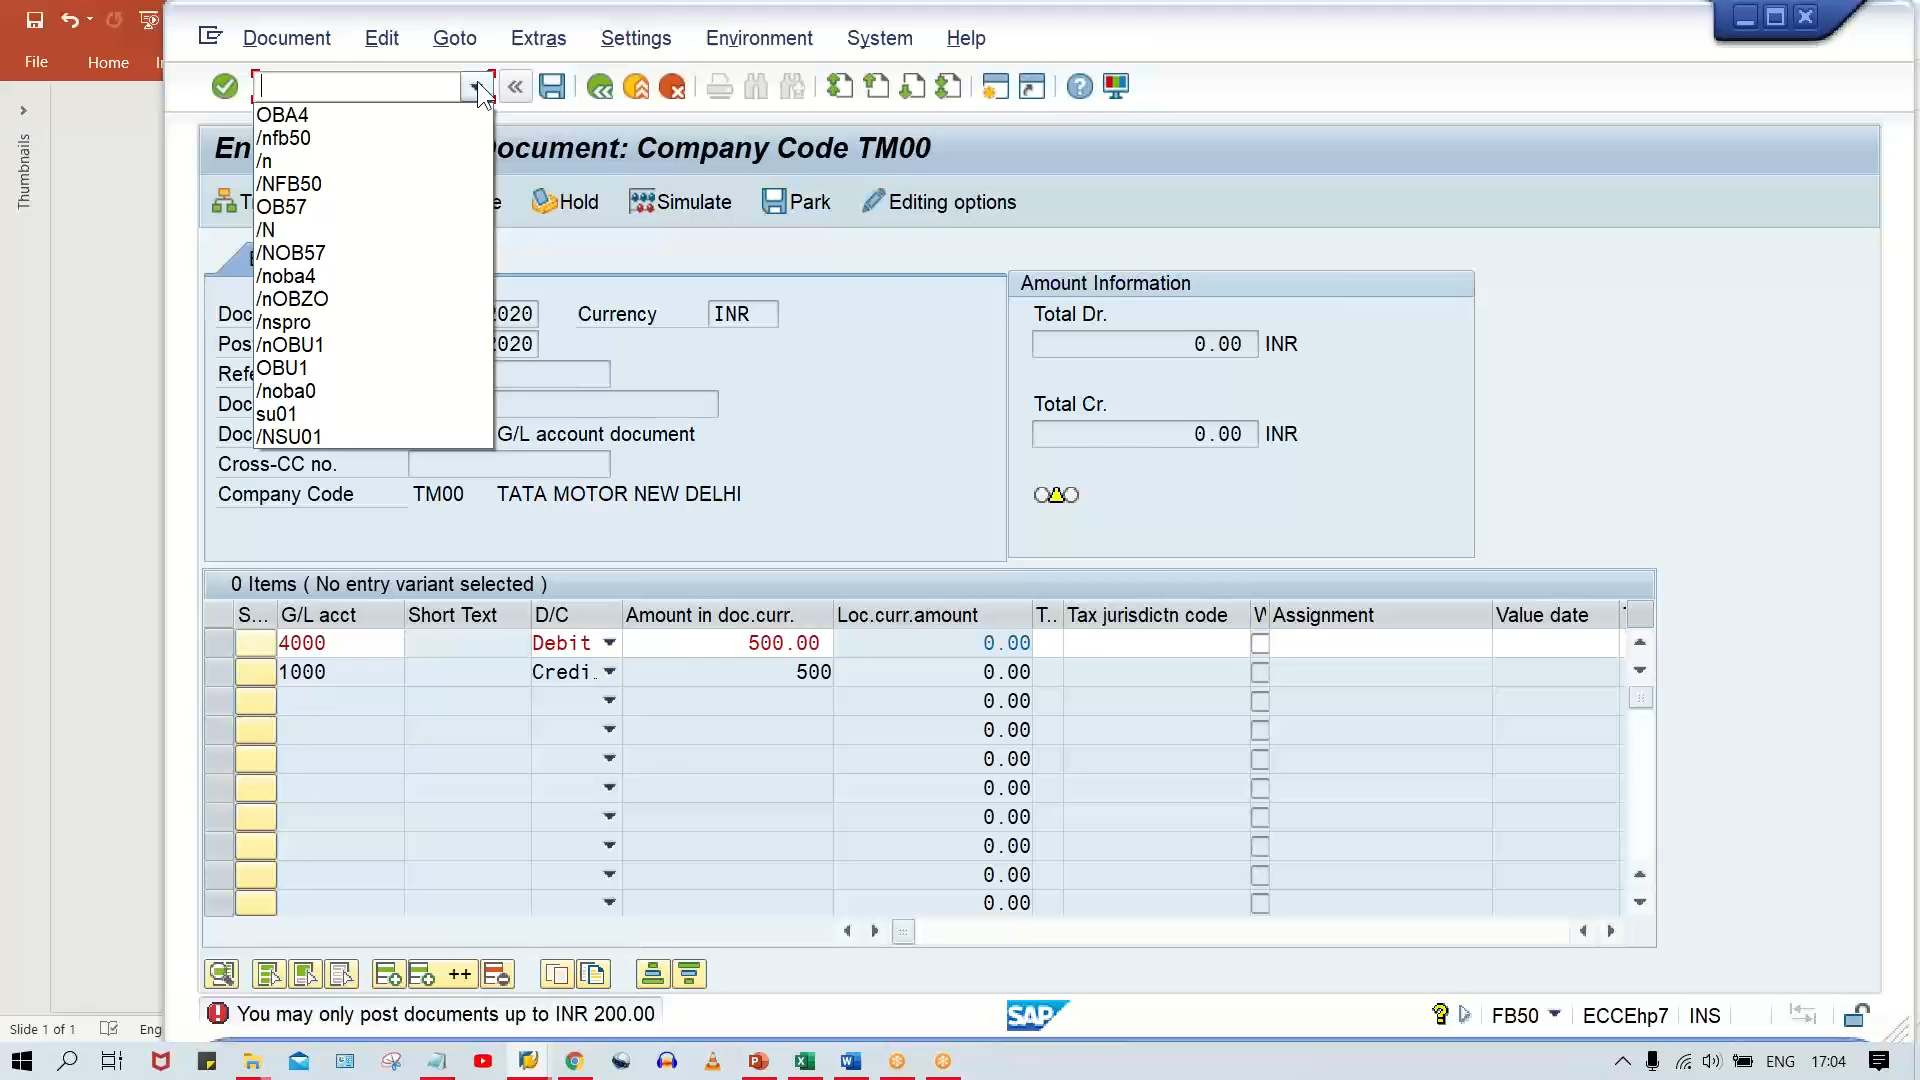 File
Home
Thumbnails
Slide 1 of 1
Eng
Document Edit Goto Extras Settings Environment System Help
OBA4
/nfb50
/n
/NFB50
OB57
/N
/NOB57
/noba4
/nOBZO
/nspro
/nOBU1
OBU1
/noba0
su01
/NSU01
En ocument: Company Code TM00
T e Hold Simulate Park Editing options
Doc 2020 Currency INR
Pos 2020
Refe
Doc
Doc G/L account document
Cross-CC no.
Company Code TM00 TATA MOTOR NEW DELHI
Amount Information
Total Dr.
0.00 INR
Total Cr.
0.00 INR
0 Items ( No entry variant selected )
S... G/L acct Short Text D/C Amount in doc.curr. Loc.curr.amount T.. Tax jurisdictn code W Assignment Value date
4000 Debit 500.00 0.00
1000 Credi. 500 0.00
0.00
0.00
0.00
0.00
0.00
0.00
0.00
0.00
++
You may only post documents up to INR 200.00 SAP FB50 ECCEhp7 INS
ENG 17:04